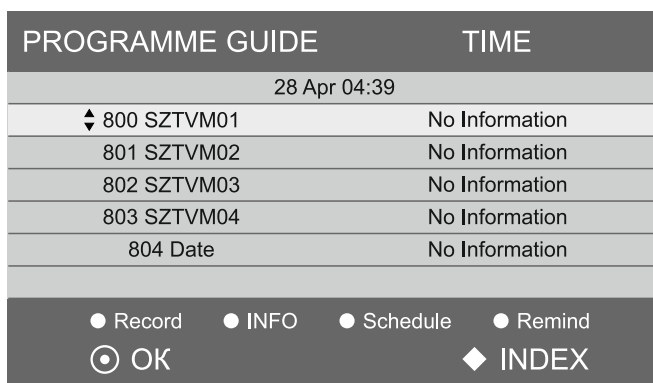 PROGRAMME GUIDE TIME
28 Apr 04:39
800 SZTVM01 No Information
801 SZTVM02 No Information
802 SZTVM03 No Information
803 SZTVM04 No Information
804 Date No Information
Record INFO Schedule Remind
OK INDEX